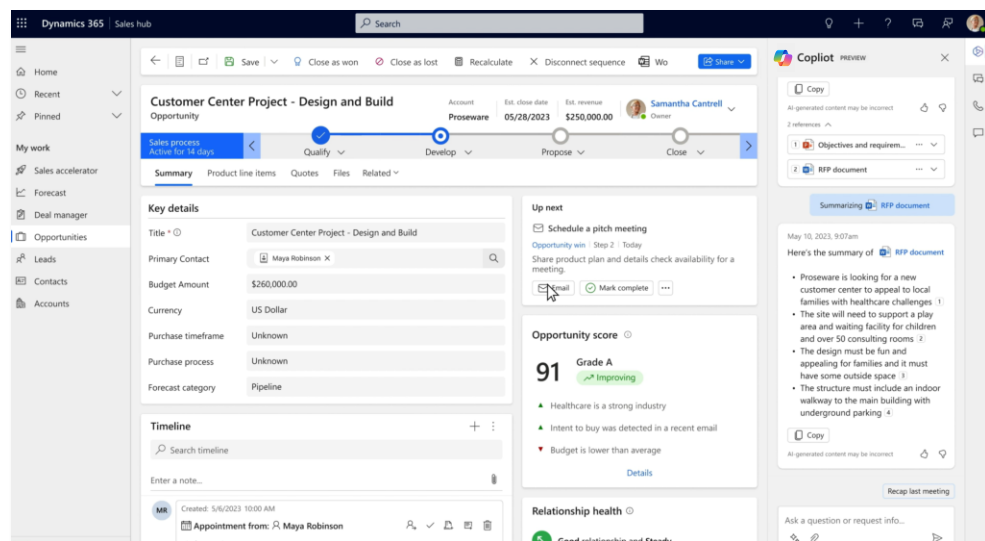 Dynamics 365 Sales hub
Search
Home
Recent
Pinned
My work
Sales accelerator
Forecast
Deal manager
Opportunities
Leads
Contacts
Accounts
Save
Close as won
Close as lost
Recalculate
Disconnect sequence
Wo
Share
Customer Center Project - Design and Build
Opportunity
Account
Proseware
Est. close date
05/28/2023
Est. revenue
$250,000.00
Samantha Cantrell
Owner
Sales process
Active for 14 days
Qualify
Develop
Propose
Close
Summary Product line items Quotes Files Related
Key details
Title * Customer Center Project - Design and Build
Primary Contact Maya Robinson
Budget Amount $260,000.00
Currency US Dollar
Purchase timeframe Unknown
Purchase process Unknown
Forecast category Pipeline
Timeline
Search timeline
Enter a note...
MR
Created: 5/6/2023 10:00 AM
Appointment from: Maya Robinson
Up next
Schedule a pitch meeting
Opportunity win Step 2 Today
Share product plan and details check availability for a
meeting.
Email Mark complete
Opportunity score
91
Grade A
Improving
Healthcare is a strong industry
Intent to buy was detected in a recent email
Budget is lower than average
Details
Relationship health
Good relationship and Steady
Copliot PREVIEW
Copy
AI-generated content may be incorrect
2 references
1 Objectives and requirem...
2 RFP document
Summarizing RFP document
May 10, 2023, 9:07am
Here's the summary of RFP document
• Proseware is looking for a new
customer center to appeal to local
families with healthcare challenges 1
• The site will need to support a play
area and waiting facility for children
and over 50 consulting rooms 2
• The design must be fun and
appealing for families and it must
have some outside space 3
• The structure must include an indoor
walkway to the main building with
underground parking 4
Copy
AI-generated content may be incorrect
Recap last meeting
Ask a question or request info...